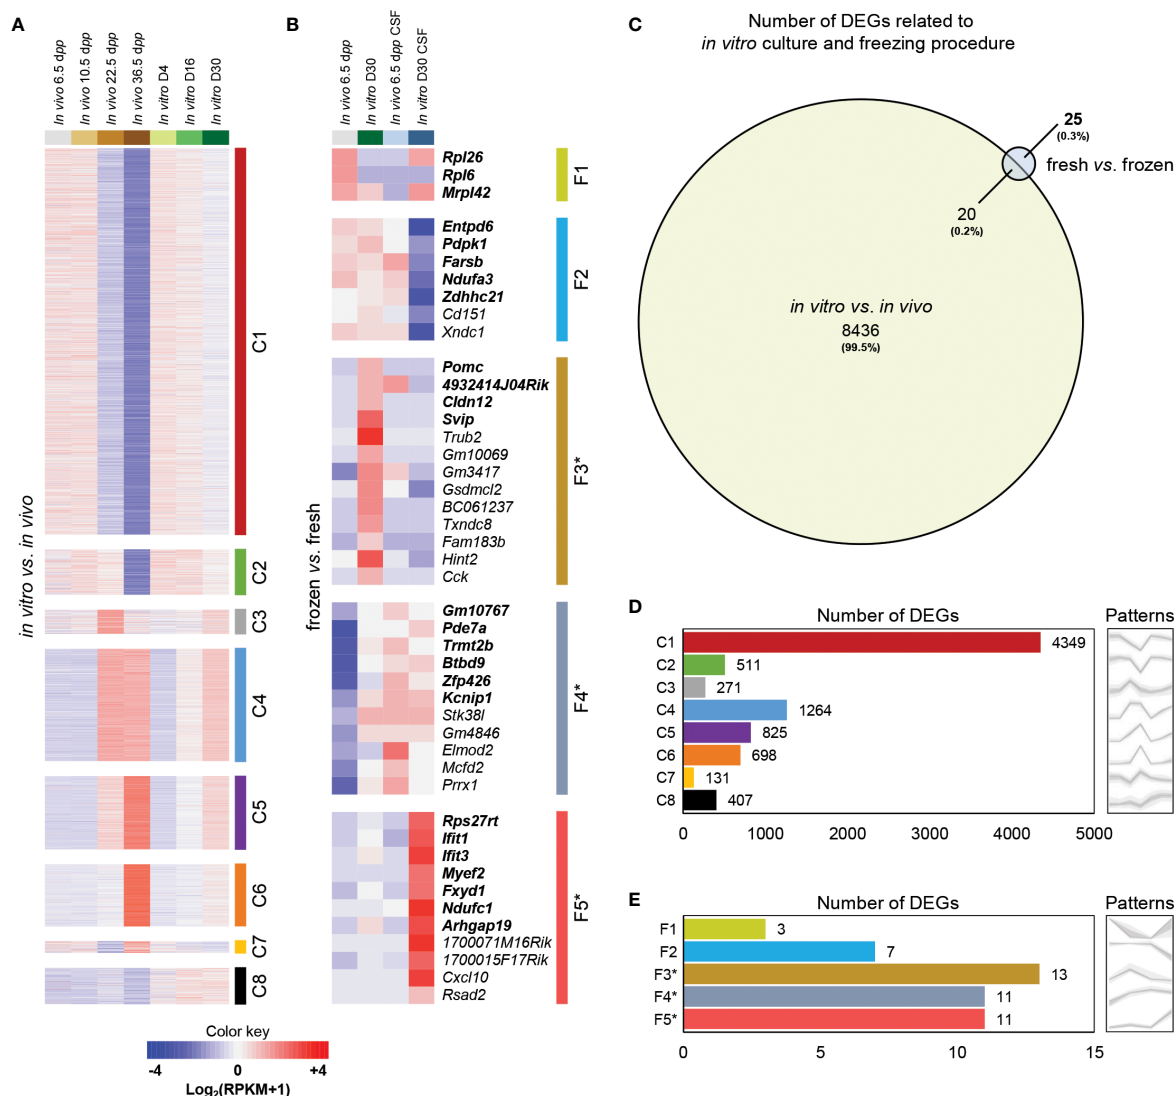 A
In vivo 6.5 dpp
In vivo 10.5 dpp
In vivo 22.5 dpp
In vivo 36.5 dpp
In vitro D4
In vitro D16
In vitro D30
in vitro vs. in vivo
C1
C2
C3
C4
C5
C6
C7
C8
Color key
-4
0
+4
Log2(RPKM+1)
B
In vivo 6.5 dpp
In vitro D30
In vivo 6.5 dpp CSF
In vitro D30 CSF
frozen vs. fresh
Rpl26
Rpl6
Mrpl42
F1
Entpd6
Pdpk1
Farsb
Ndufa3
Zdhhc21
Cd151
Xndc1
F2
Pomc
4932414J04Rik
Cldn12
Svip
Trub2
Gm10069
Gm3417
Gsdmcl2
BC061237
Txndc8
Fam183b
Hint2
Cck
F3*
Gm10767
Pde7a
Trmt2b
Btbd9
Zfp426
Kcnip1
Stk38l
Gm4846
Elmod2
Mcfd2
Prrx1
F4*
Rps27rt
Ifit1
Ifit3
Myef2
Fxyd1
Ndufc1
Arhgap19
1700071M16Rik
1700015F17Rik
Cxcl10
Rsad2
F5*
C
Number of DEGs related to
in vitro culture and freezing procedure
25
(0.3%)
fresh vs. frozen
20
(0.2%)
in vitro vs. in vivo
8436
(99.5%)
D
Number of DEGs
Patterns
C1
4349
C2
511
C3
271
C4
1264
C5
825
C6
698
C7
131
C8
407
0
1000
2000
3000
4000
5000
E
Number of DEGs
Patterns
F1
3
F2
7
F3*
13
F4*
11
F5*
11
0
5
10
15